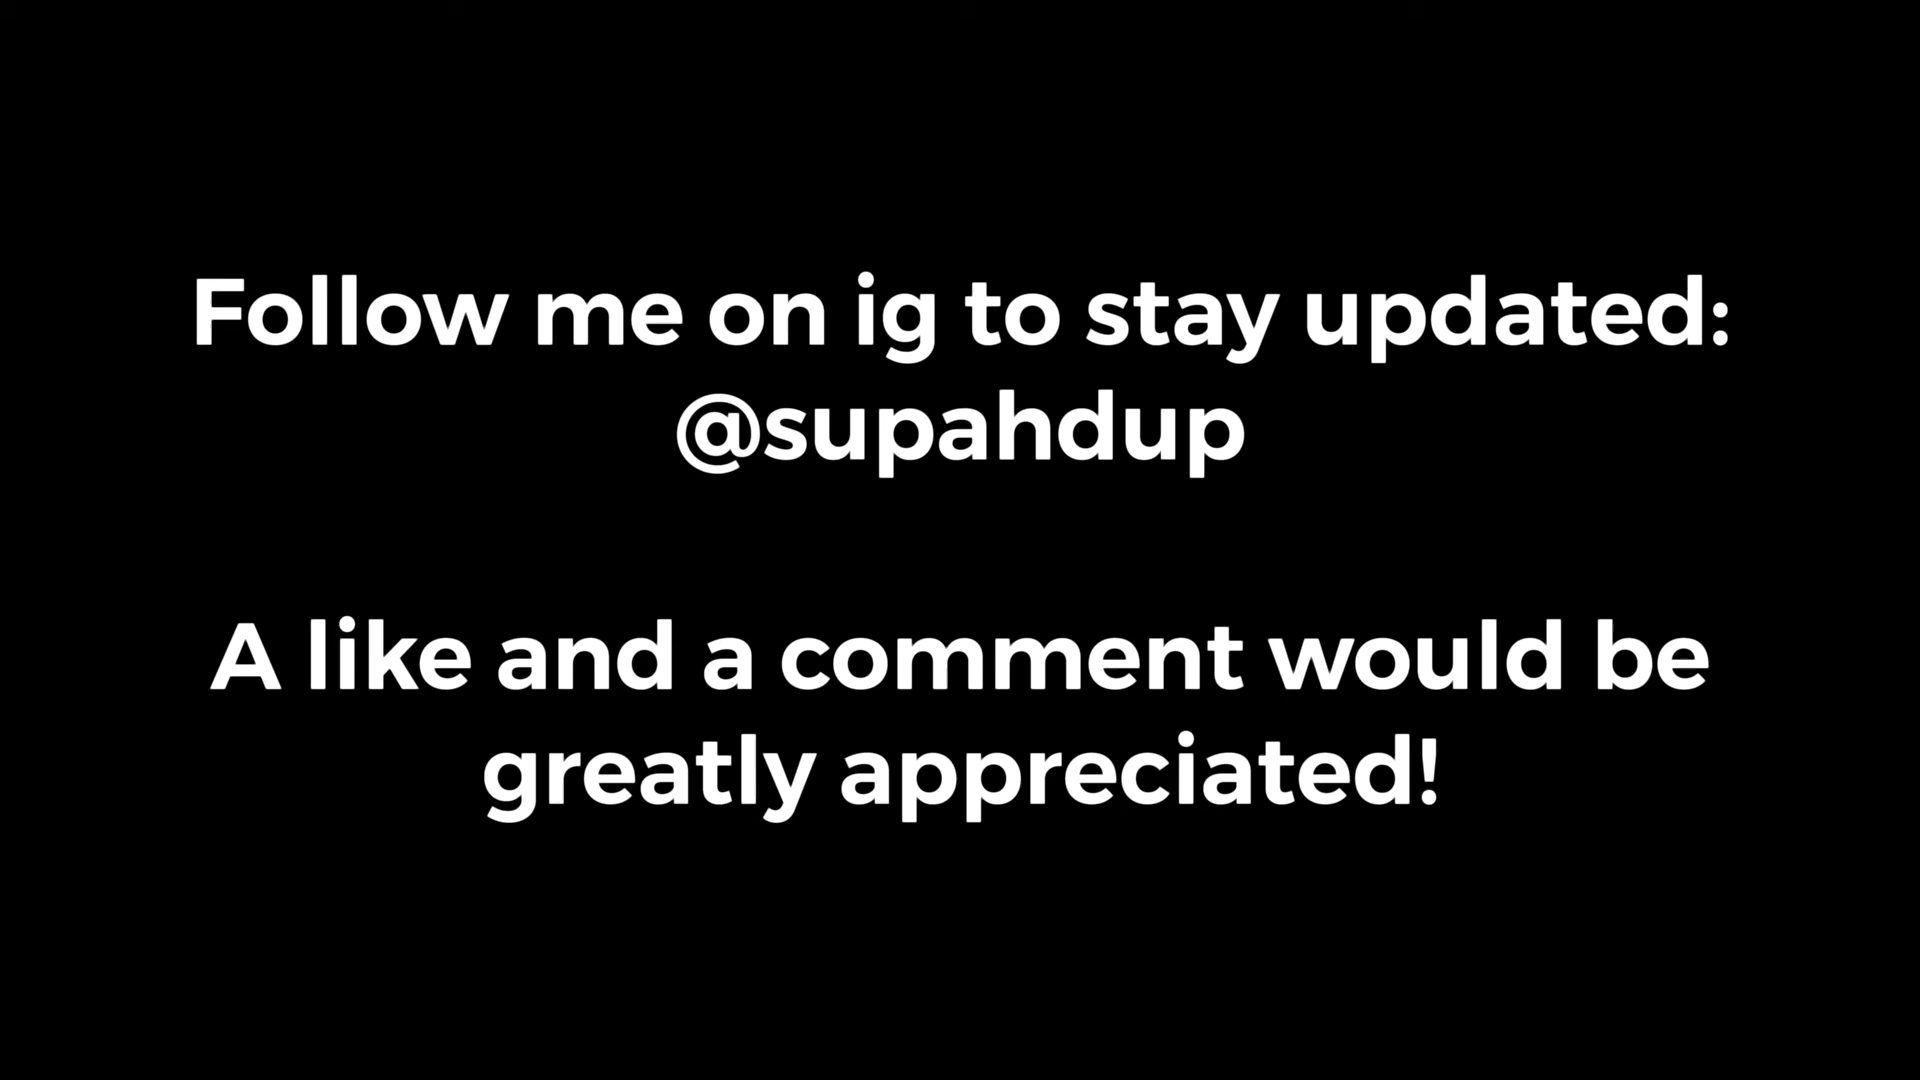 Follow me on ig to stay updated:
@supahdup
A like and a comment would be
greatly appreciated!